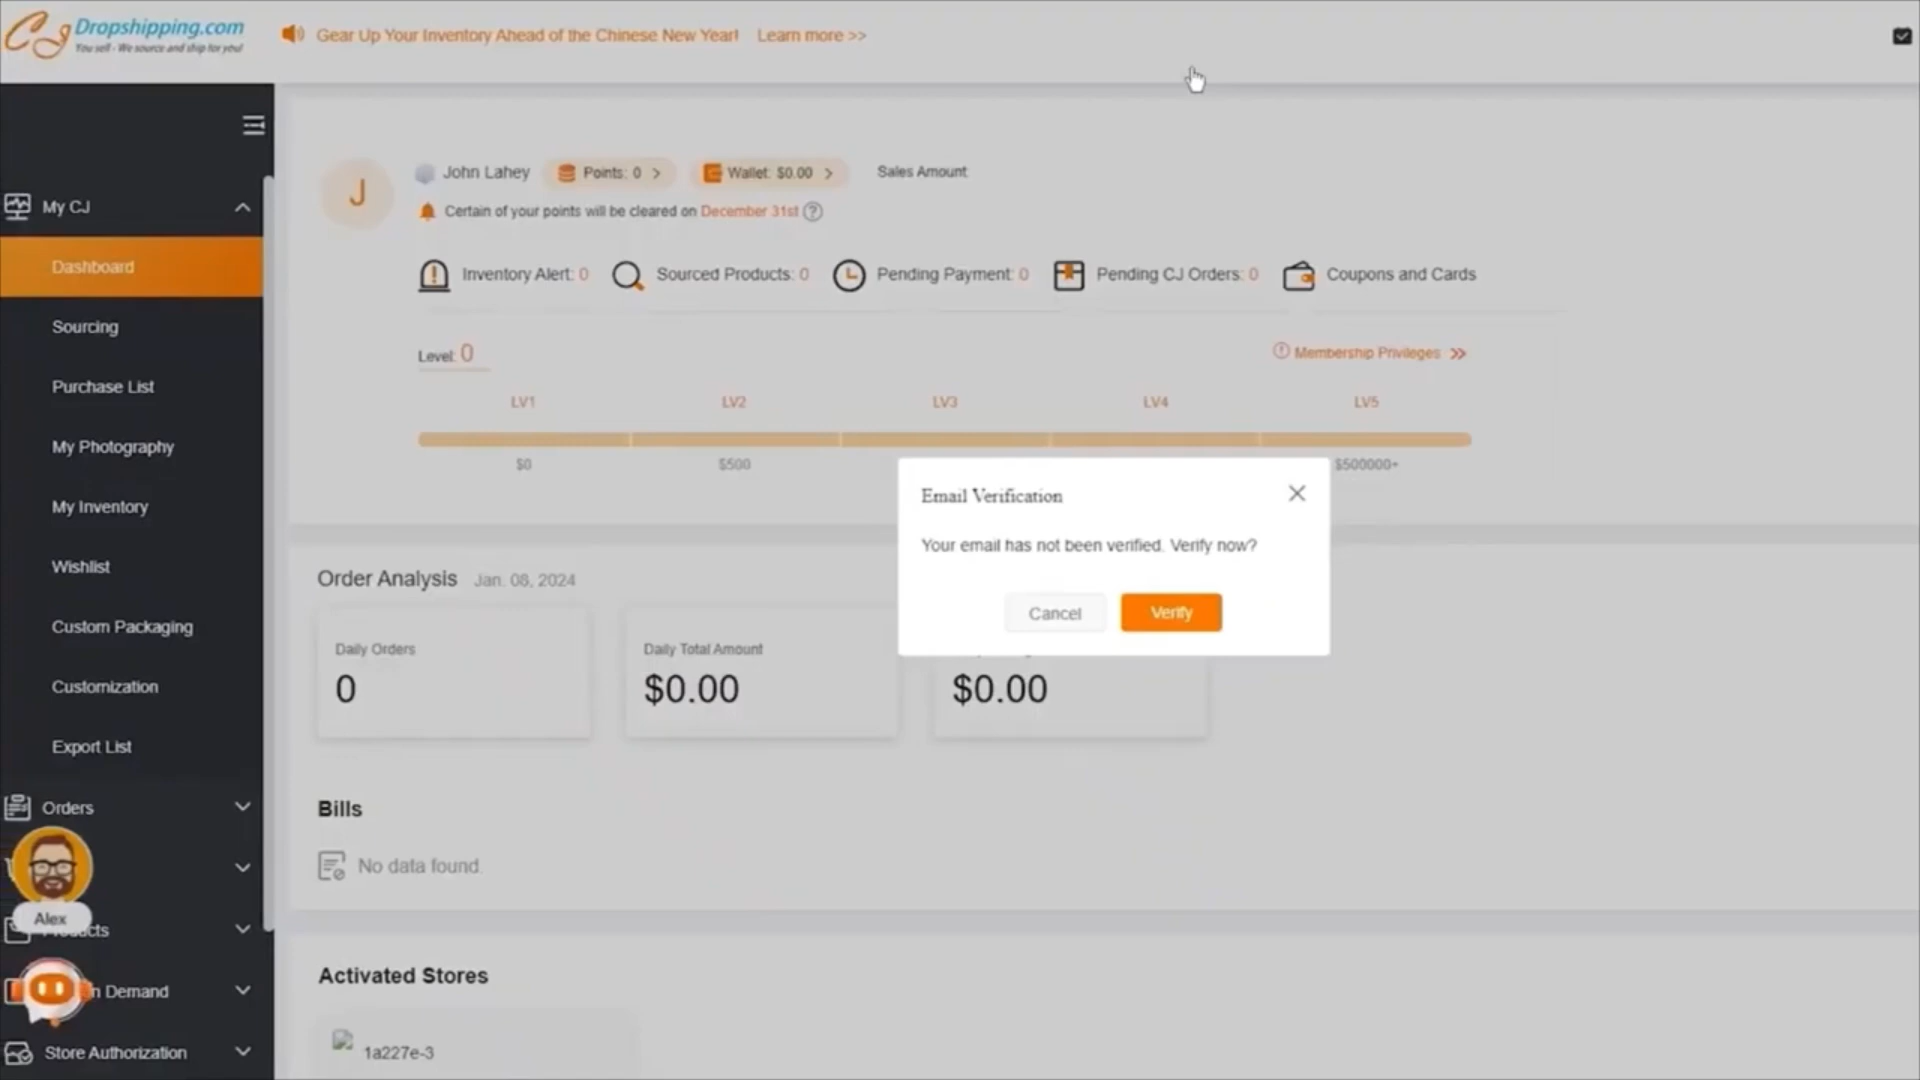 CJ Dropshipping.com
You sell - We source and ship for you!
Gear Up Your Inventory Ahead of the Chinese New Year! Learn more >>
My CJ
Dashboard
Sourcing
Purchase List
My Photography
My Inventory
Wishlist
Custom Packaging
Customization
Export List
Orders
Alex
n Demand
Store Authorization
J
John Lahey
Points: 0 >
Wallet: $0.00 >
Sales Amount
Certain of your points will be cleared on December 31st
Inventory Alert: 0
Sourced Products: 0
Pending Payment: 0
Pending CJ Orders: 0
Coupons and Cards
Level: 0
Membership Privileges >>
LV1 LV2 LV3 LV4 LV5
$0 $500 $500000+
Email Verification
Your email has not been verified. Verify now?
Cancel
Verify
Order Analysis Jan. 08, 2024
Daily Orders
0
Daily Total Amount
$0.00
$0.00
Bills
No data found
Activated Stores
1a227e-3